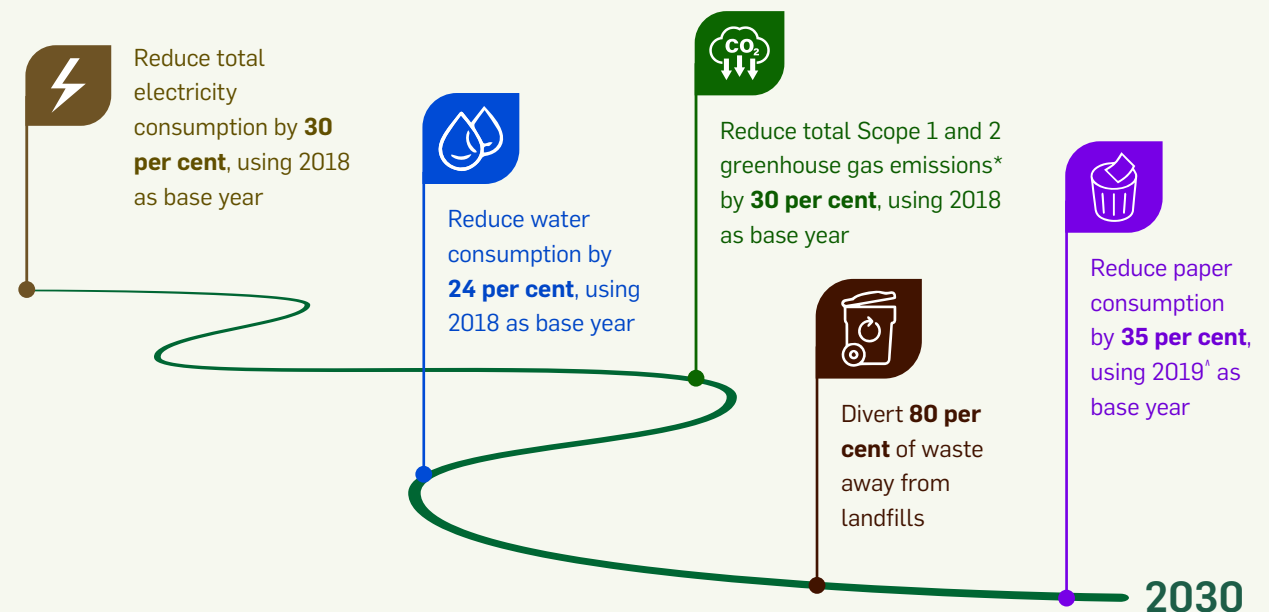 Reduce total
electricity
consumption by 30
per cent, using 2018
as base year
Reduce water
consumption by
24 per cent, using
2018 as base year
CO₂
Reduce total Scope 1 and 2
greenhouse gas emissions*
by 30 per cent, using 2018
as base year
Divert 80 per
cent of waste
away from
landfills
Reduce paper
consumption
by 35 per cent,
using 2019^ as
base year
2030